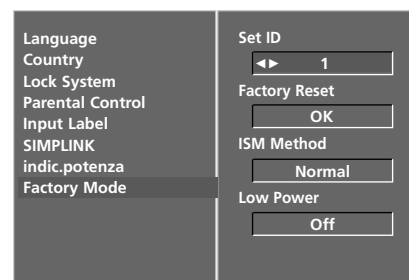 Language
Country
Lock System
Parental Control
Input Label
SIMPLINK
indic.potenza
Factory Mode
Set ID
◄► 1
Factory Reset
OK
ISM Method
Normal
Low Power
Off